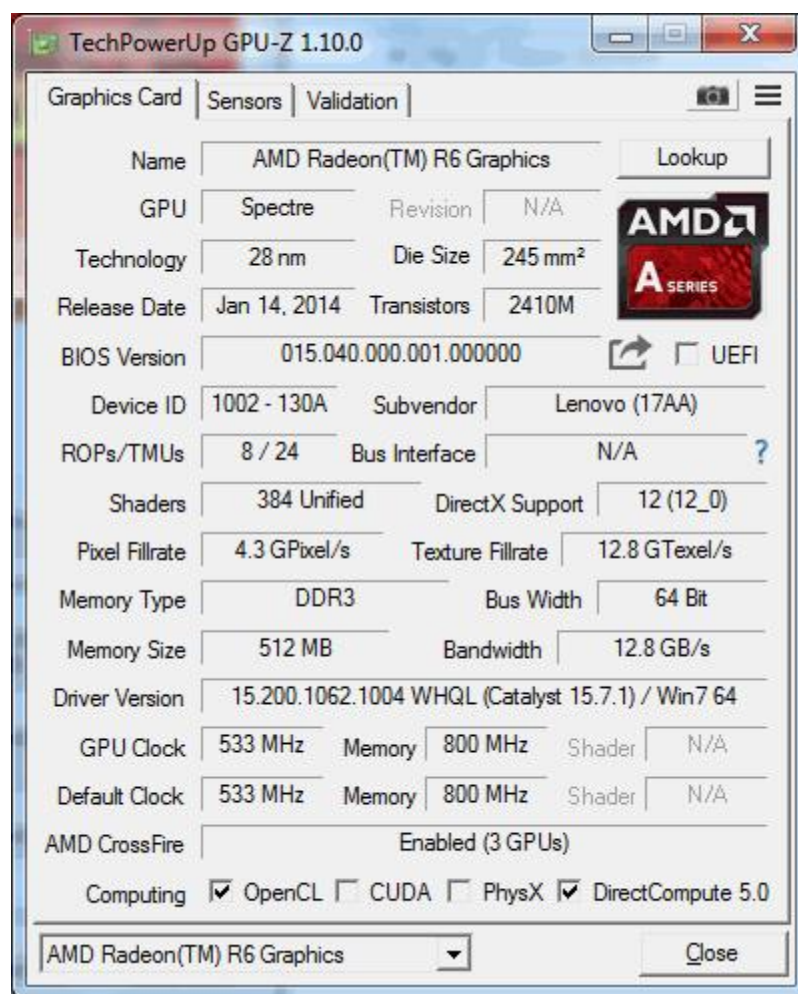 TechPowerUp GPU-Z 1.10.0
Graphics Card Sensors Validation
Name AMD Radeon(TM) R6 Graphics Lookup
GPU Spectre Revision N/A
AMD
A SERIES
Technology 28 nm Die Size 245 mm²
Release Date Jan 14, 2014 Transistors 2410M
BIOS Version 015.040.000.001.000000 UEFI
Device ID 1002 - 130A Subvendor Lenovo (17AA)
ROPs/TMUs 8 / 24 Bus Interface N/A ?
Shaders 384 Unified DirectX Support 12 (12_0)
Pixel Fillrate 4.3 GPixel/s Texture Fillrate 12.8 GTexel/s
Memory Type DDR3 Bus Width 64 Bit
Memory Size 512 MB Bandwidth 12.8 GB/s
Driver Version 15.200.1062.1004 WHQL (Catalyst 15.7.1) / Win7 64
GPU Clock 533 MHz Memory 800 MHz Shader N/A
Default Clock 533 MHz Memory 800 MHz Shader N/A
AMD CrossFire Enabled (3 GPUs)
Computing OpenCL CUDA PhysX DirectCompute 5.0
AMD Radeon(TM) R6 Graphics Close